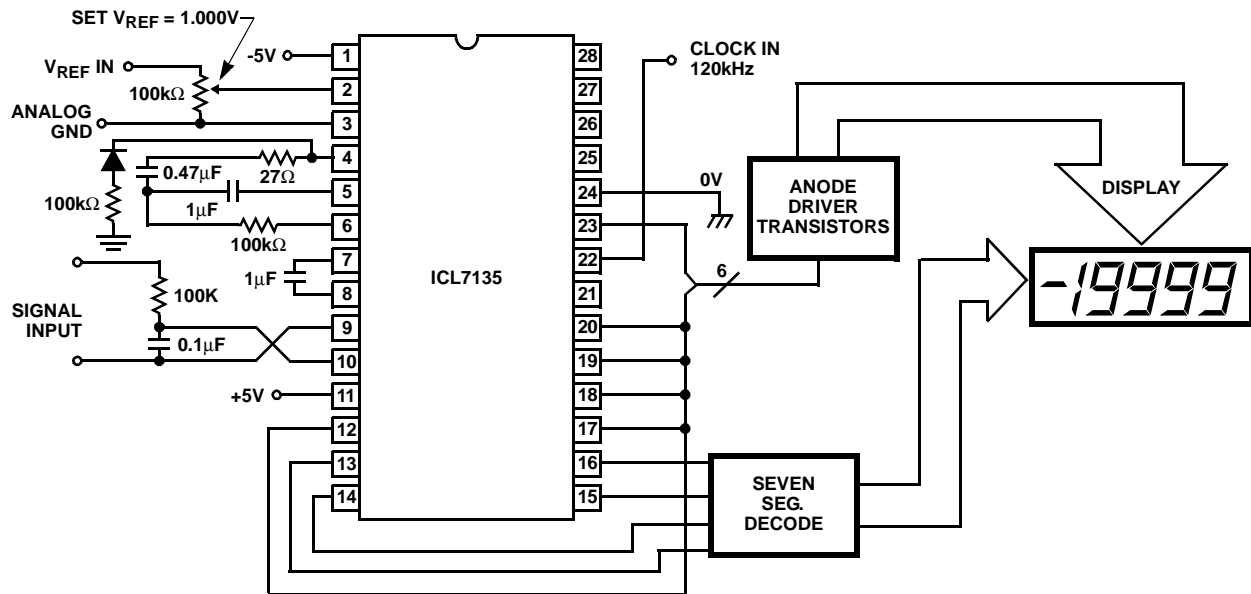 SET VREF = 1.000V
-5V
VREF IN
100kΩ
ANALOG
GND
0.47µF
27Ω
100kΩ
1µF
100kΩ
1µF
SIGNAL
INPUT
100K
0.1µF
+5V
1
2
3
4
5
6
7
8
9
10
11
12
13
14
ICL7135
28
27
26
25
24
23
22
21
20
19
18
17
16
15
CLOCK IN
120kHz
0V
6
ANODE
DRIVER
TRANSISTORS
DISPLAY
-19999
SEVEN
SEG.
DECODE